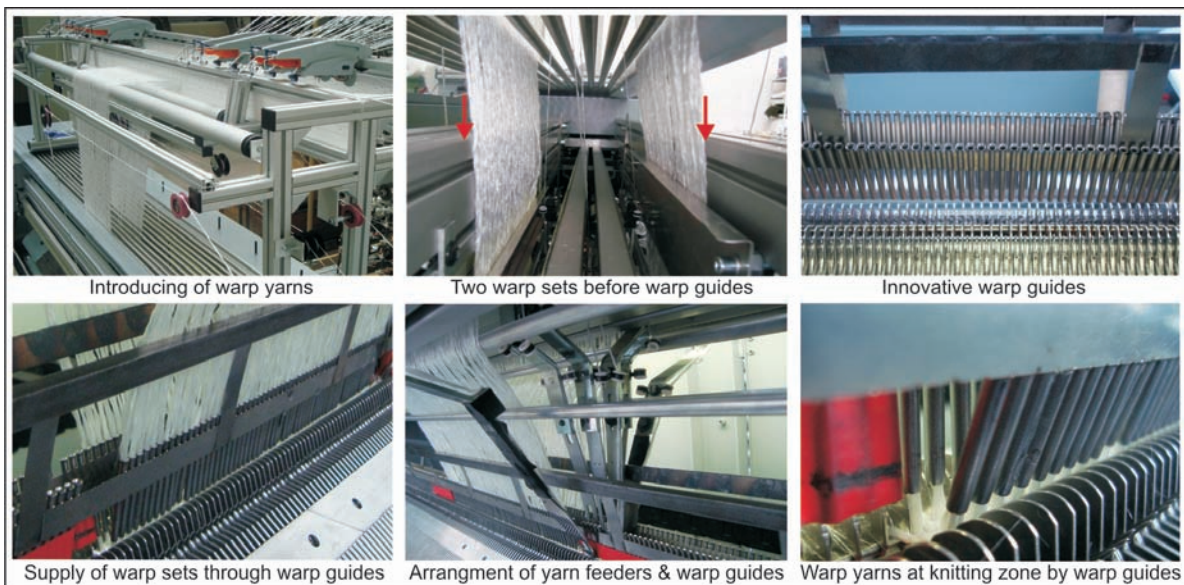 Introducing of warp yarns
Two warp sets before warp guides
Innovative warp guides
Supply of warp sets through warp guides
Arrangment of yarn feeders & warp guides
Warp yarns at knitting zone by warp guides